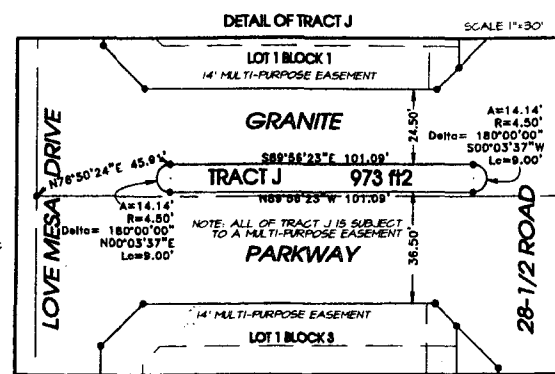 DETAIL OF TRACT J
SCALE 1"=30'
LOT 1 BLOCK 1
14' MULTI-PURPOSE EASEMENT
GRANITE
24.50'
A=14.14'
R=4.50'
Delta= 180°00'00"
S00°03'37"W
Lc=9.00'
N76°50'24"E 45.91'
S89°56'23"E 101.09'
TRACT J 973 ft2
N89°56'23"W 101.09'
A=14.14'
R=4.50'
Delta= 180°00'00"
N00°03'37"E
Lc=9.00'
NOTE: ALL OF TRACT J IS SUBJECT
TO A MULTI-PURPOSE EASEMENT
PARKWAY
36.50'
LOVE MESA DRIVE
28-1/2 ROAD
14' MULTI-PURPOSE EASEMENT
LOT 1 BLOCK 3